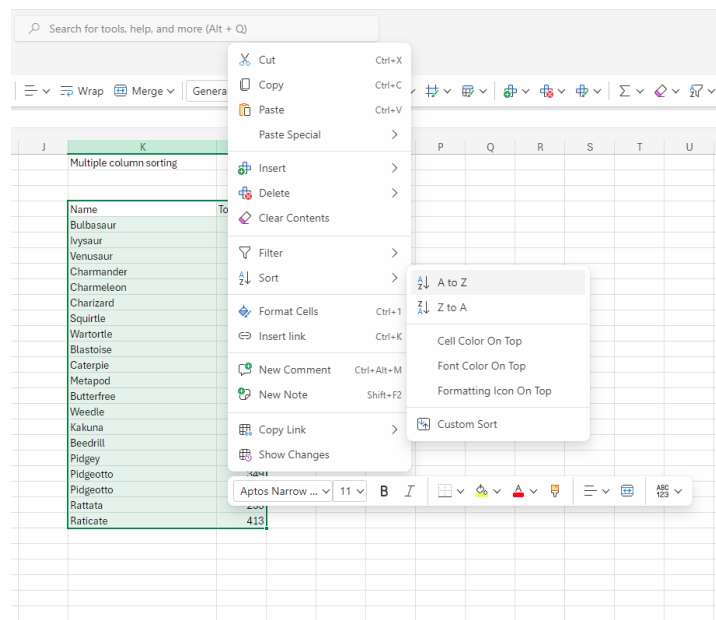 Search for tools, help, and more (Alt + Q)
Wrap Merge Genera
J K P Q R S T U
Multiple column sorting
Name To
Bulbasaur
Ivysaur
Venusaur
Charmander
Charmeleon
Charizard
Squirtle
Wartortle
Blastoise
Caterpie
Metapod
Butterfree
Weedle
Kakuna
Beedrill
Pidgey
Pidgeotto 349
Pidgeotto
Rattata
Raticate 413
Cut Ctrl+X
Copy Ctrl+C
Paste Ctrl+V
Paste Special
Insert
Delete
Clear Contents
Filter
Sort
Format Cells Ctrl+1
Insert link Ctrl+K
New Comment Ctrl+Alt+M
New Note Shift+F2
Copy Link
Show Changes
A to Z
Z to A
Cell Color On Top
Font Color On Top
Formatting Icon On Top
Custom Sort
Aptos Narrow ... 11 B I A ABC
123